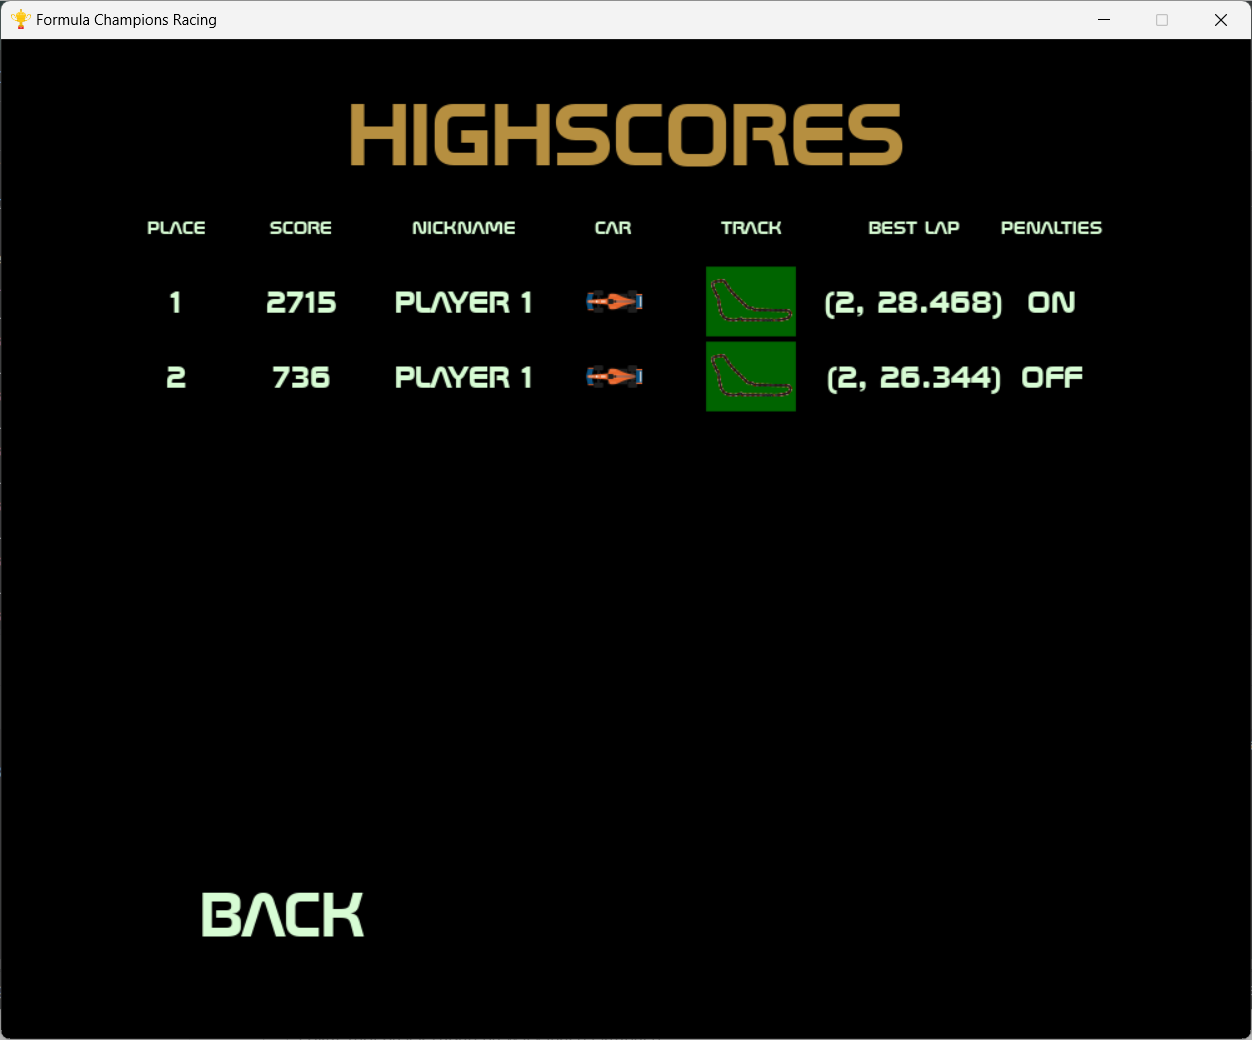 Formula Champions Racing
HIGHSCORES
PLACE SCORE NICKNAME CAR TRACK BEST LAP PENALTIES
1 2715 PLAYER 1 (2, 28.468) ON
2 736 PLAYER 1 (2, 26.344) OFF
BACK